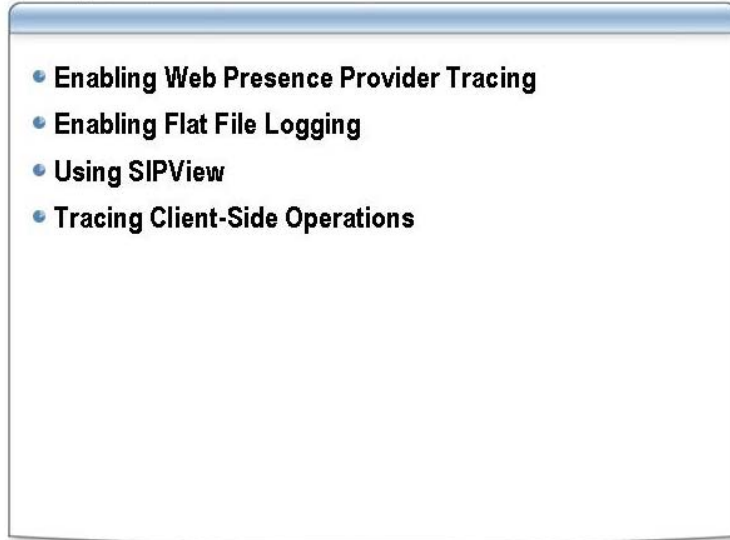 Enabling Web Presence Provider Tracing
Enabling Flat File Logging
Using SIPView
Tracing Client-Side Operations